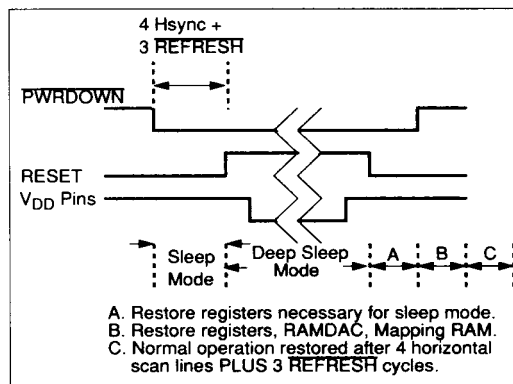 4 Hsync +
3 REFRESH
PWRDOWN
RESET
VDD Pins
Sleep Mode
Deep Sleep Mode
A
B
C
A. Restore registers necessary for sleep mode.
B. Restore registers, RAMDAC, Mapping RAM.
C. Normal operation restored after 4 horizontal
scan lines PLUS 3 REFRESH cycles.